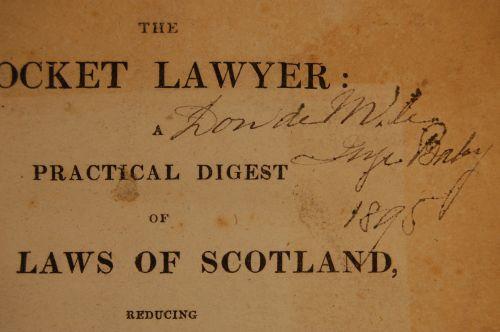 THE
OCKET LAWYER:
A
PRACTICAL DIGEST
OF
LAWS OF SCOTLAND,
REDUCING
1895